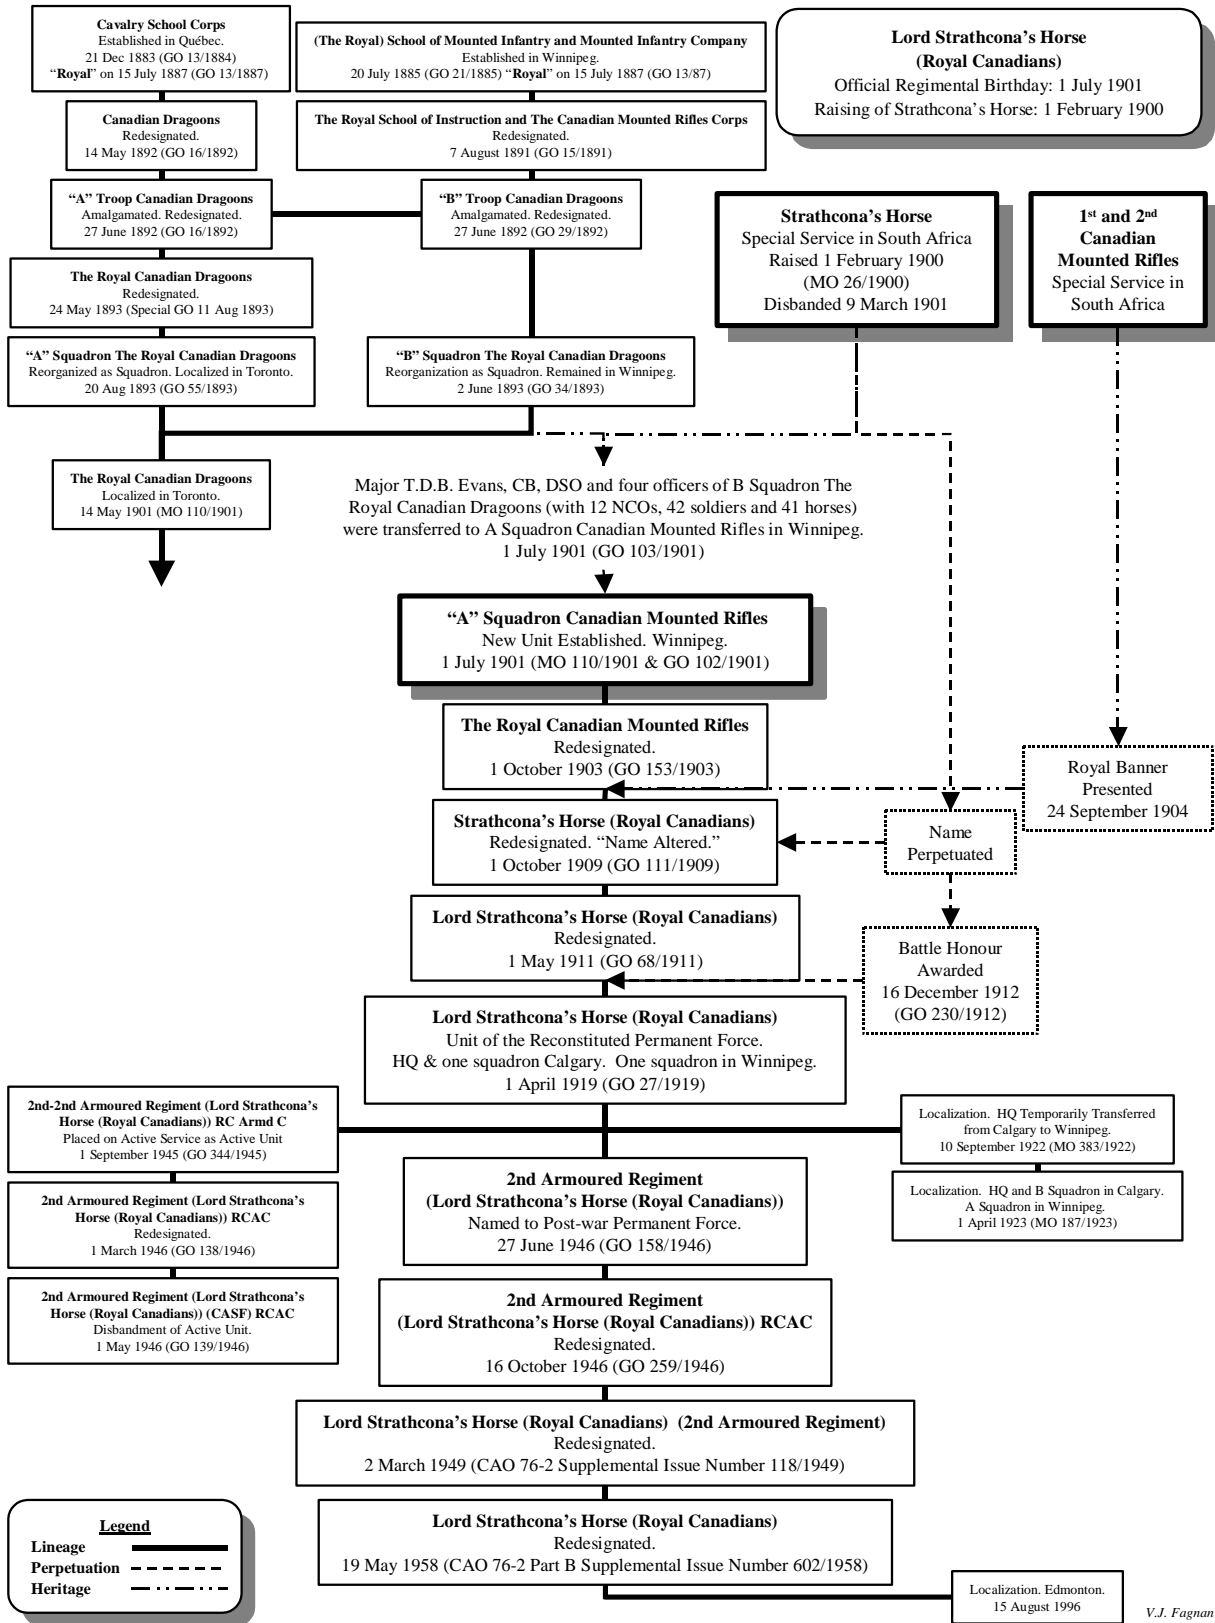 Cavalry School Corps
Established in Québec.
21 Dec 1883 (GO 13/1884)
“Royal” on 15 July 1887 (GO 13/1887)
(The Royal) School of Mounted Infantry and Mounted Infantry Company
Established in Winnipeg.
20 July 1885 (GO 21/1885) “Royal” on 15 July 1887 (GO 13/87)
Lord Strathcona’s Horse
(Royal Canadians)
Official Regimental Birthday: 1 July 1901
Raising of Strathcona’s Horse: 1 February 1900
Canadian Dragoons
Redesignated.
14 May 1892 (GO 16/1892)
The Royal School of Instruction and The Canadian Mounted Rifles Corps
Redesignated.
7 August 1891 (GO 15/1891)
“A” Troop Canadian Dragoons
Amalgamated. Redesignated.
27 June 1892 (GO 16/1892)
“B” Troop Canadian Dragoons
Amalgamated. Redesignated.
27 June 1892 (GO 29/1892)
Strathcona’s Horse
Special Service in South Africa
Raised 1 February 1900
(MO 26/1900)
Disbanded 9 March 1901
1st and 2nd
Canadian
Mounted Rifles
Special Service in
South Africa
The Royal Canadian Dragoons
Redesignated.
24 May 1893 (Special GO 11 Aug 1893)
“A” Squadron The Royal Canadian Dragoons
Reorganized as Squadron. Localized in Toronto.
20 Aug 1893 (GO 55/1893)
“B” Squadron The Royal Canadian Dragoons
Reorganization as Squadron. Remained in Winnipeg.
2 June 1893 (GO 34/1893)
The Royal Canadian Dragoons
Localized in Toronto.
14 May 1901 (MO 110/1901)
Major T.D.B. Evans, CB, DSO and four officers of B Squadron The
Royal Canadian Dragoons (with 12 NCOs, 42 soldiers and 41 horses)
were transferred to A Squadron Canadian Mounted Rifles in Winnipeg.
1 July 1901 (GO 103/1901)
“A” Squadron Canadian Mounted Rifles
New Unit Established. Winnipeg.
1 July 1901 (MO 110/1901 & GO 102/1901)
The Royal Canadian Mounted Rifles
Redesignated.
1 October 1903 (GO 153/1903)
Royal Banner
Presented
24 September 1904
Strathcona’s Horse (Royal Canadians)
Redesignated. “Name Altered.”
1 October 1909 (GO 111/1909)
Name
Perpetuated
Lord Strathcona’s Horse (Royal Canadians)
Redesignated.
1 May 1911 (GO 68/1911)
Battle Honour
Awarded
16 December 1912
(GO 230/1912)
Lord Strathcona’s Horse (Royal Canadians)
Unit of the Reconstituted Permanent Force.
HQ & one squadron Calgary. One squadron in Winnipeg.
1 April 1919 (GO 27/1919)
2nd-2nd Armoured Regiment (Lord Strathcona’s
Horse (Royal Canadians)) RC Armd C
Placed on Active Service as Active Unit
1 September 1945 (GO 344/1945)
Localization. HQ Temporarily Transferred
from Calgary to Winnipeg.
10 September 1922 (MO 383/1922)
2nd Armoured Regiment
(Lord Strathcona’s Horse (Royal Canadians))
Named to Post-war Permanent Force.
27 June 1946 (GO 158/1946)
2nd Armoured Regiment (Lord Strathcona’s
Horse (Royal Canadians)) RCAC
Redesignated.
1 March 1946 (GO 138/1946)
Localization. HQ and B Squadron in Calgary.
A Squadron in Winnipeg.
1 April 1923 (MO 187/1923)
2nd Armoured Regiment (Lord Strathcona’s
Horse (Royal Canadians)) (CASF) RCAC
Disbandment of Active Unit.
1 May 1946 (GO 139/1946)
2nd Armoured Regiment
(Lord Strathcona’s Horse (Royal Canadians)) RCAC
Redesignated.
16 October 1946 (GO 259/1946)
Lord Strathcona’s Horse (Royal Canadians) (2nd Armoured Regiment)
Redesignated.
2 March 1949 (CAO 76-2 Supplemental Issue Number 118/1949)
Lord Strathcona’s Horse (Royal Canadians)
Redesignated.
19 May 1958 (CAO 76-2 Part B Supplemental Issue Number 602/1958)
Legend
Lineage
Perpetuation
Heritage
Localization. Edmonton.
15 August 1996
V.J. Fagnan